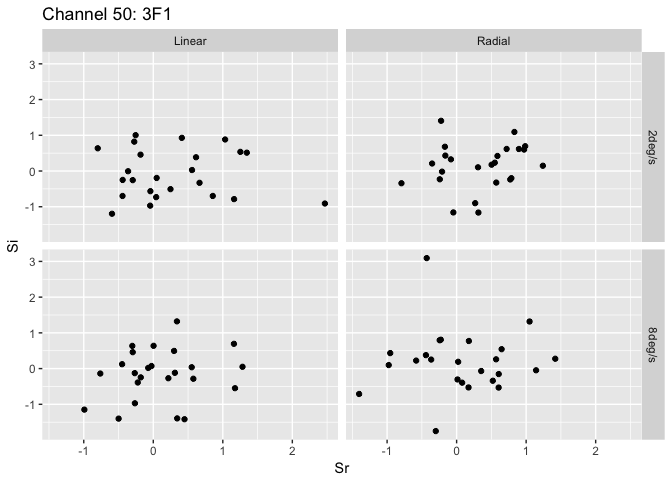 Channel 50: 3F1
Linear
Radial
3
2
1
0
-1
2deg/s
Si
3
2
1
0
-1
8deg/s
-1 0 1 2
-1 0 1 2
Sr